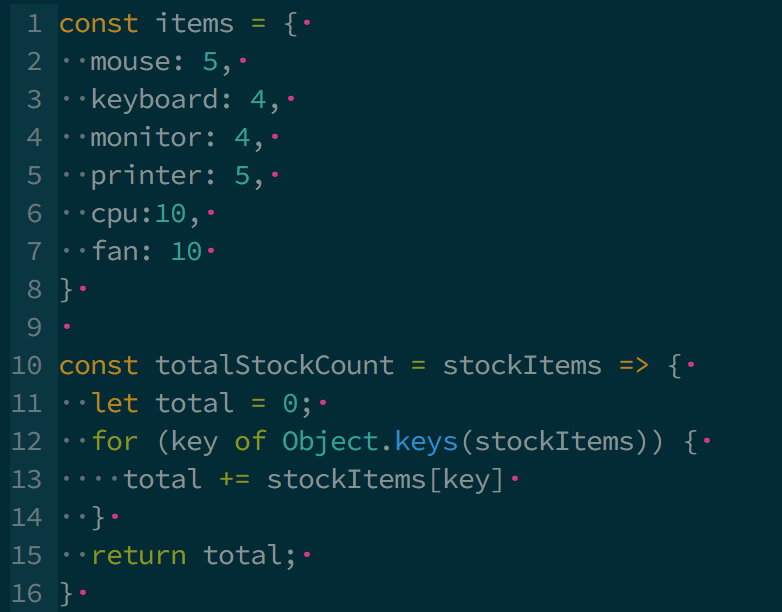 1 const items = {
2 ··mouse: 5,
3 ··keyboard: 4,
4 ··monitor: 4,
5 ··printer: 5,
6 ··cpu:10,
7 ··fan: 10
8 }
9
10 const totalStockCount = stockItems => {
11 ··let total = 0;
12 ··for (key of Object.keys(stockItems)) {
13 ····total += stockItems[key]
14 ··}
15 ··return total;
16 }